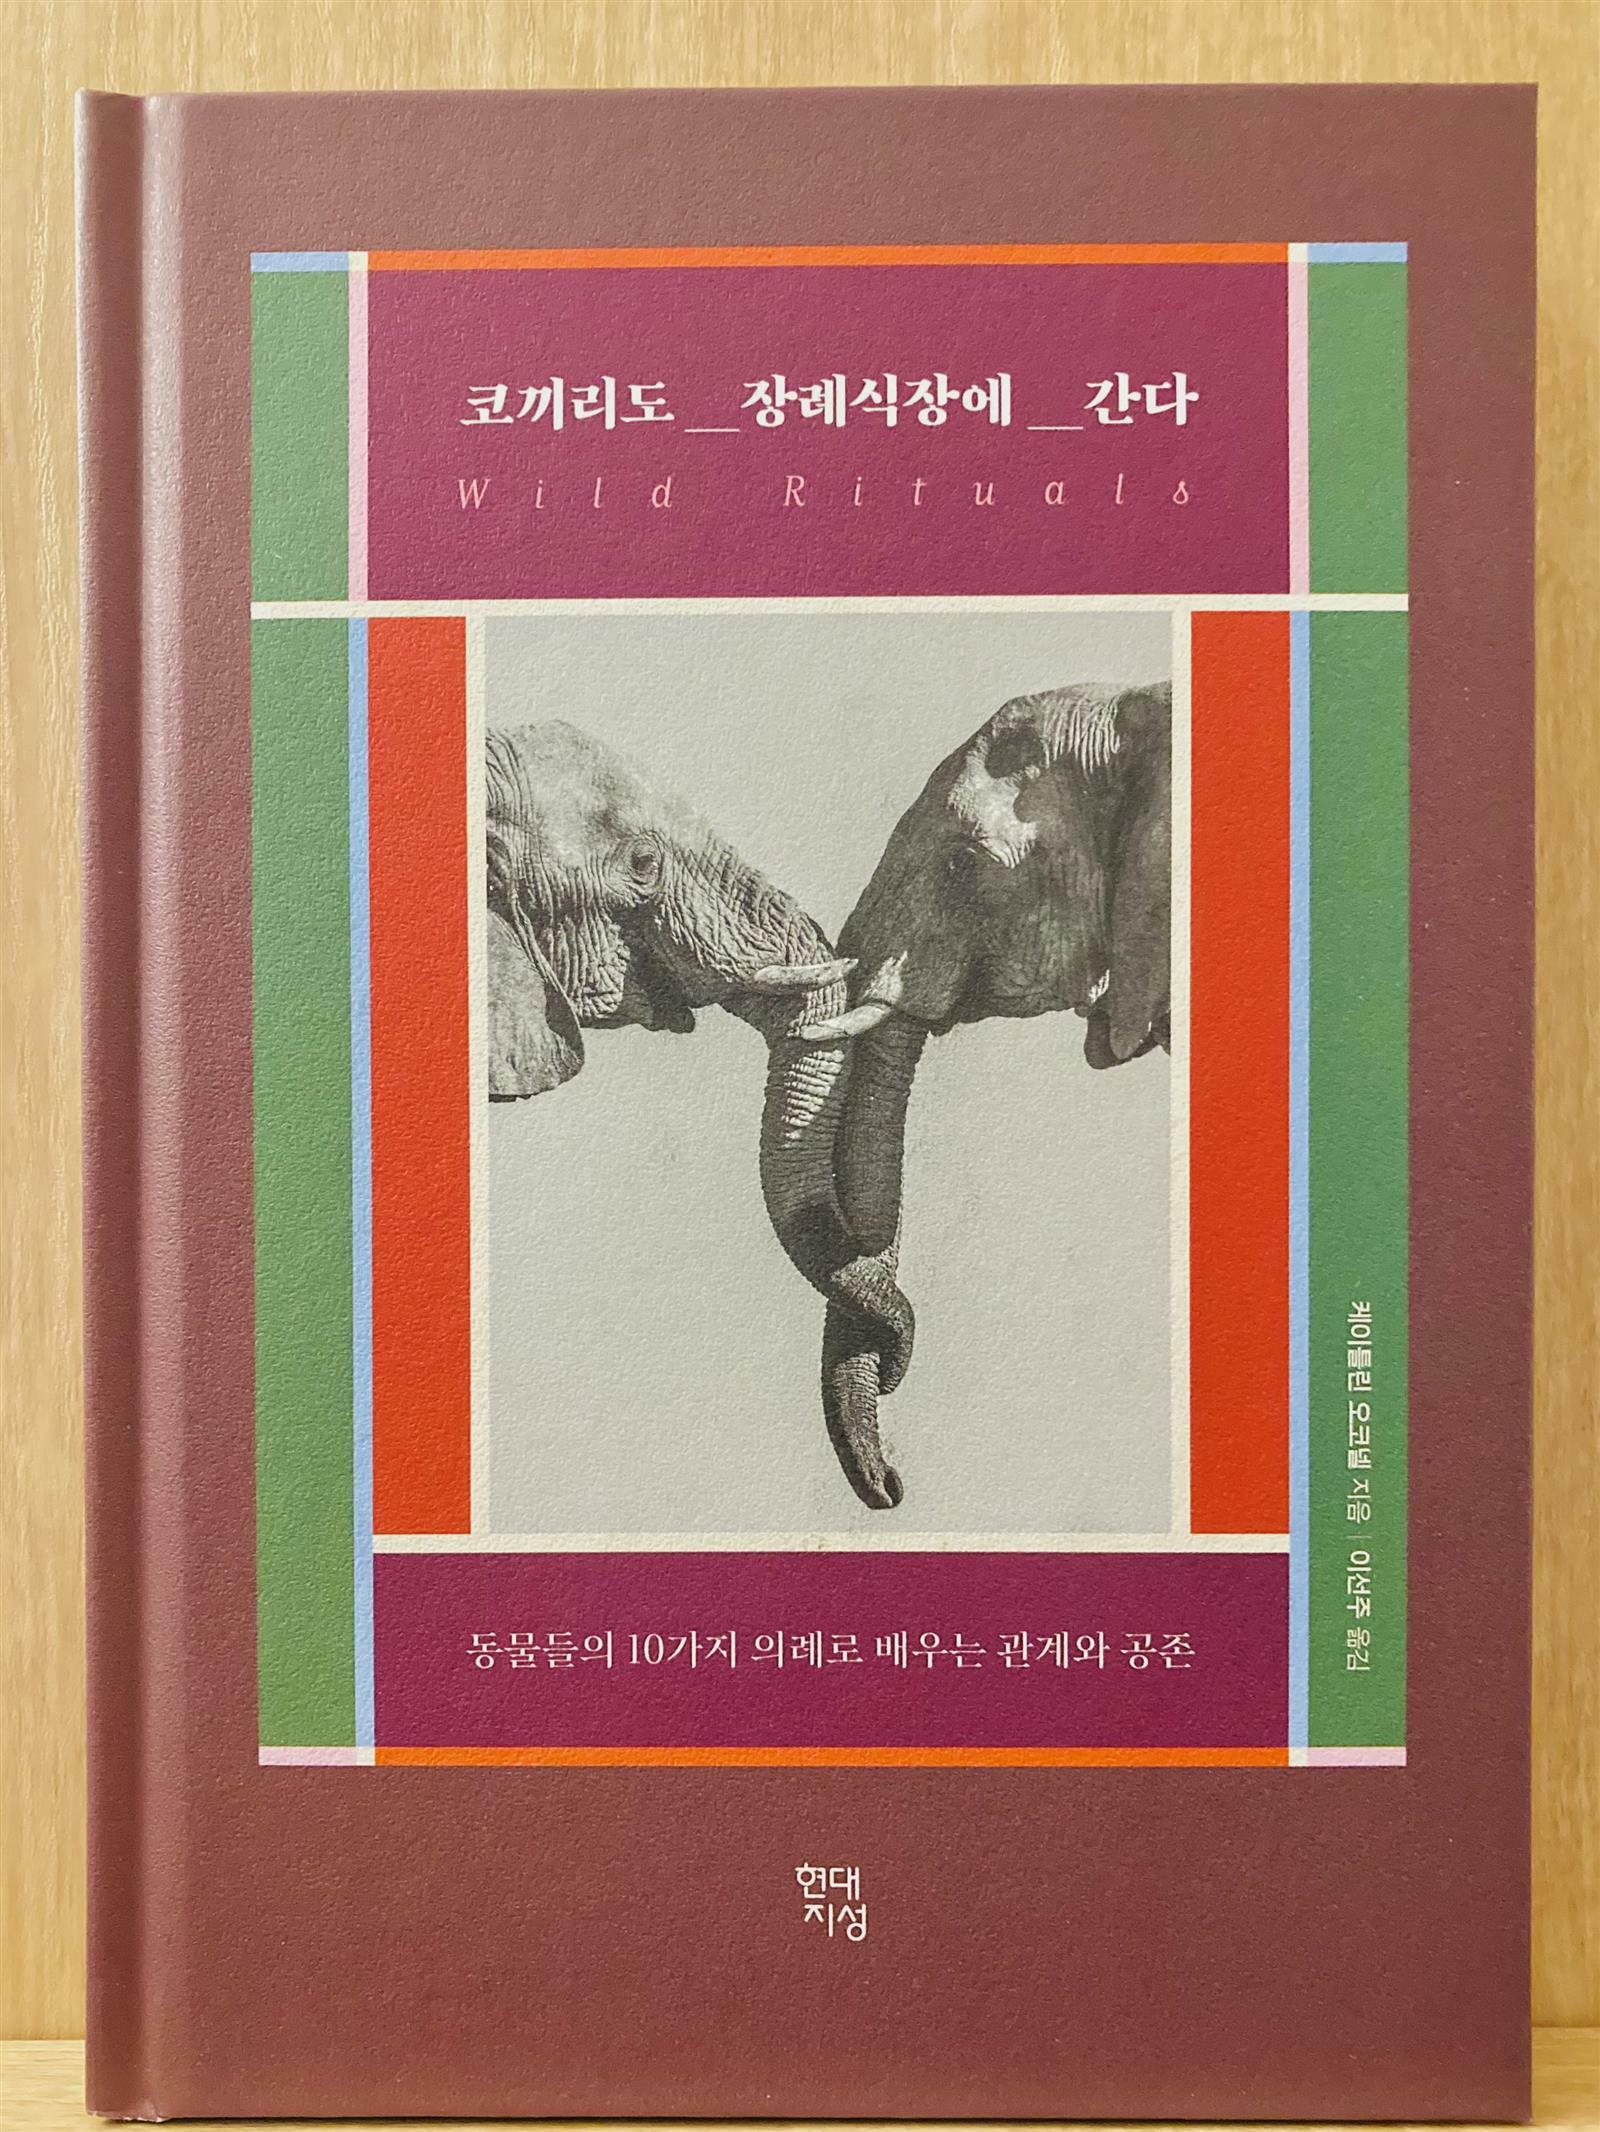 코끼리도 __장례식장에 __간다
Wild Rituals
케이틀린 오코넬 지음 | 이선주 옮김
동물들의 10가지 의례로 배우는 관계와 공존
현대
지성